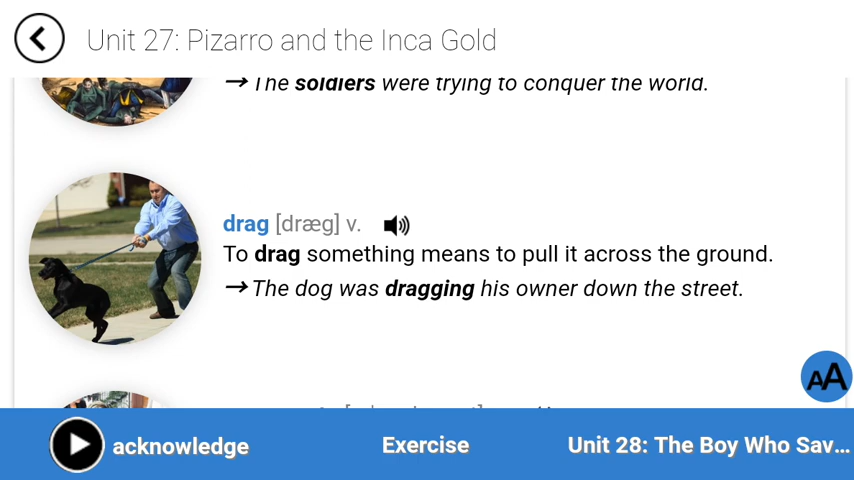 Unit 27: Pizarro and the Inca Gold
→ The soldiers were trying to conquer the world.
drag [dræg] v.
To drag something means to pull it across the ground.
→ The dog was dragging his owner down the street.
AA
acknowledge
Exercise
Unit 28: The Boy Who Sav...